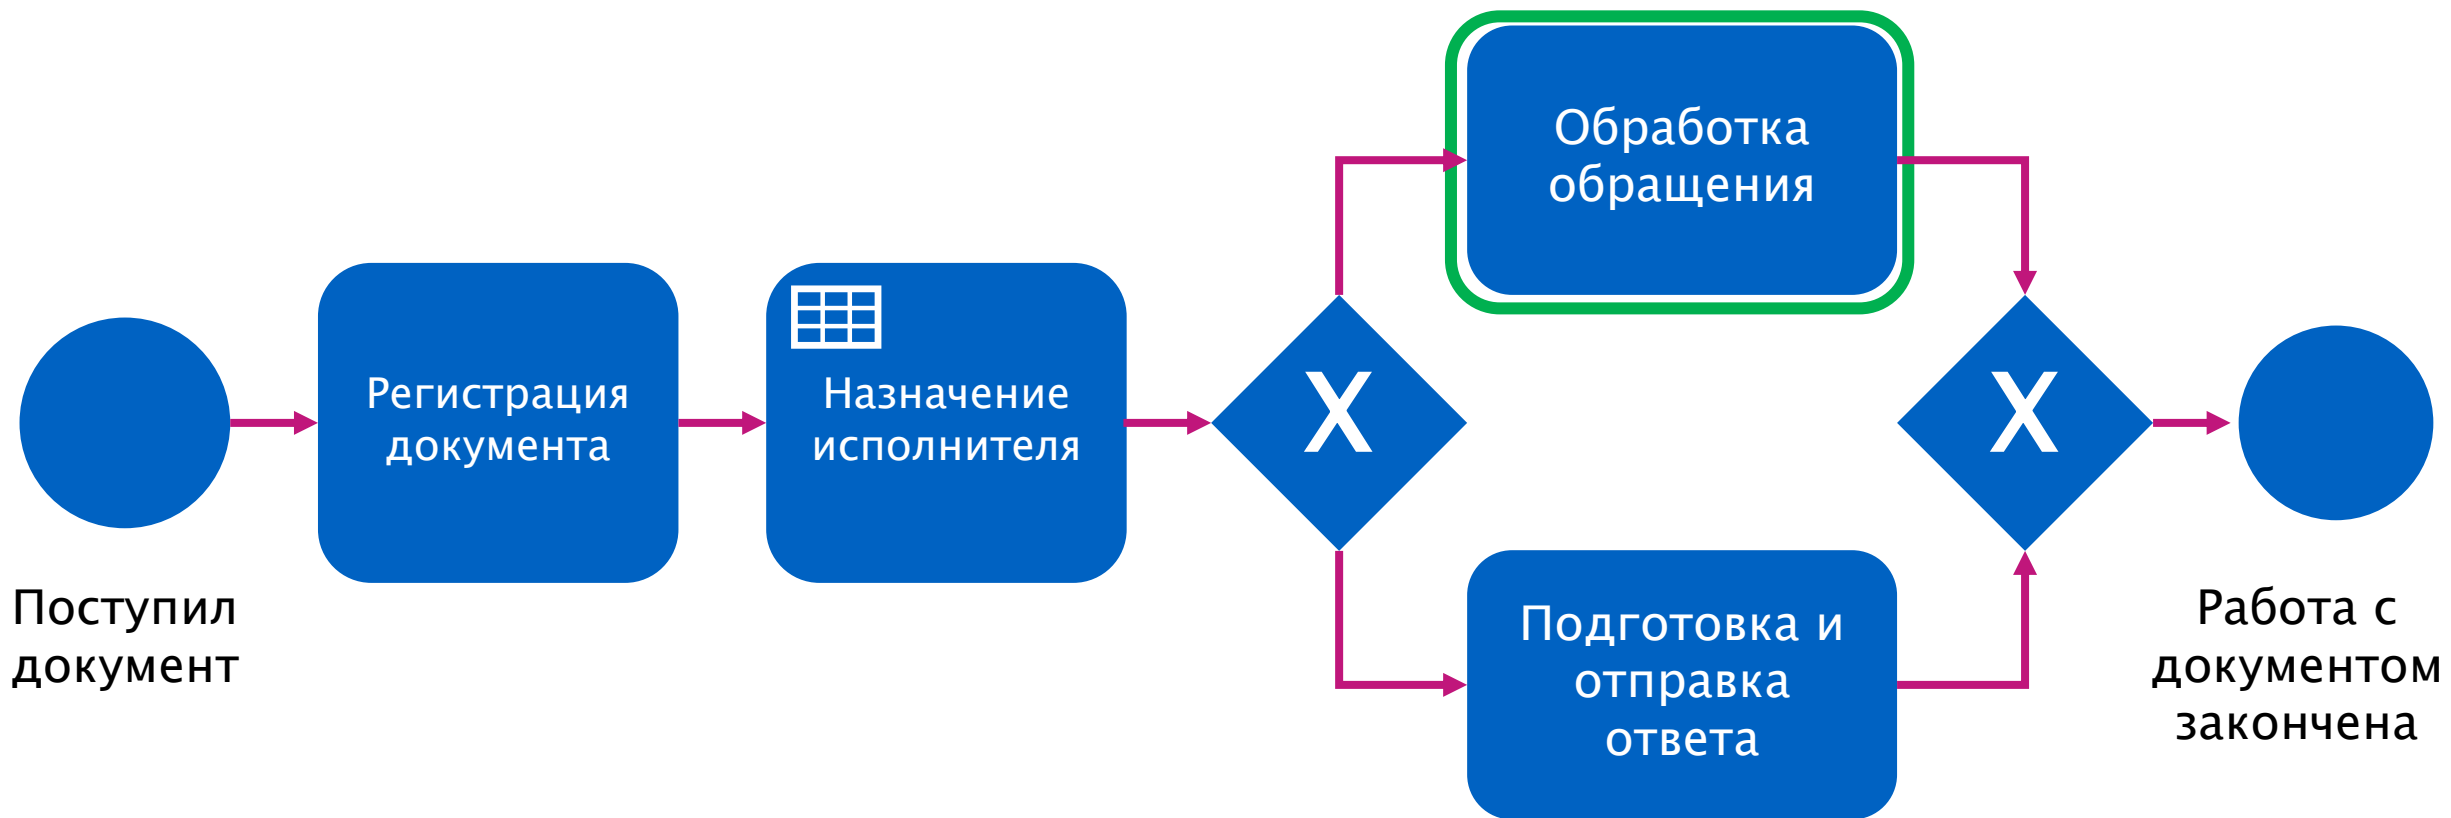 Поступил
документ
Регистрация
документа
Назначение
исполнителя
X
Обработка
обращения
Подготовка и
отправка
ответа
X
Работа с
документом
закончена